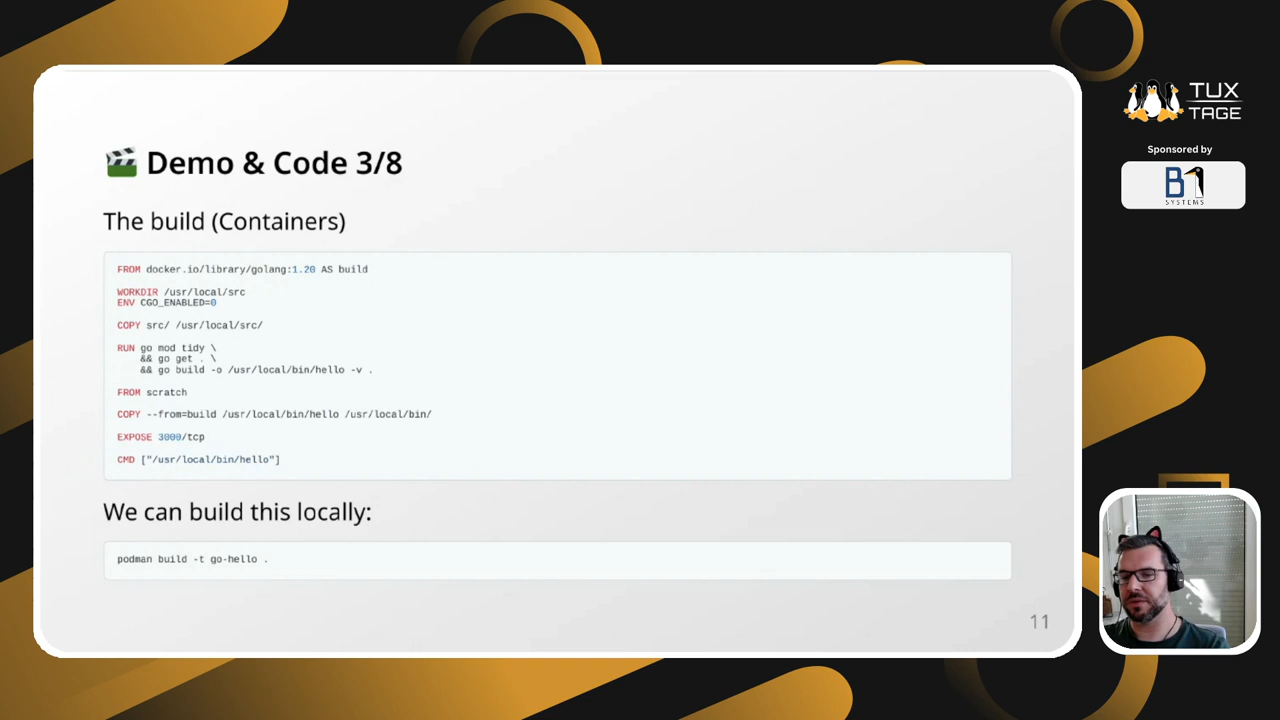 🎬 Demo & Code 3/8
The build (Containers)
FROM docker.io/library/golang:1.20 AS build
WORKDIR /usr/local/src
ENV CGO_ENABLED=0
COPY src/ /usr/local/src/
RUN go mod tidy \
    && go get . \
    && go build -o /usr/local/bin/hello -v .
FROM scratch
COPY --from=build /usr/local/bin/hello /usr/local/bin/
EXPOSE 3000/tcp
CMD ["/usr/local/bin/hello"]
We can build this locally:
podman build -t go-hello .
11
TUX
TAGE
Sponsored by
B1
SYSTEMS